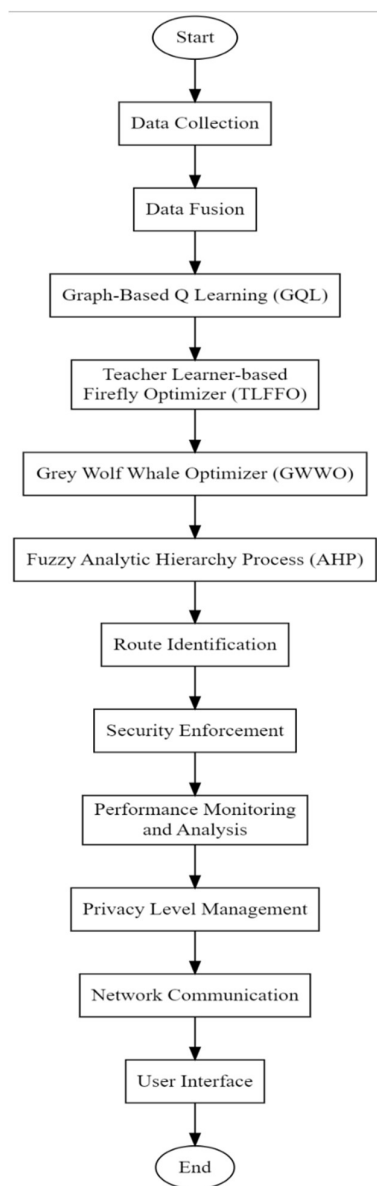 Start
Data Collection
Data Fusion
Graph-Based Q Learning (GQL)
Teacher Learner-based
Firefly Optimizer (TLFFO)
Grey Wolf Whale Optimizer (GWWO)
Fuzzy Analytic Hierarchy Process (AHP)
Route Identification
Security Enforcement
Performance Monitoring
and Analysis
Privacy Level Management
Network Communication
User Interface
End